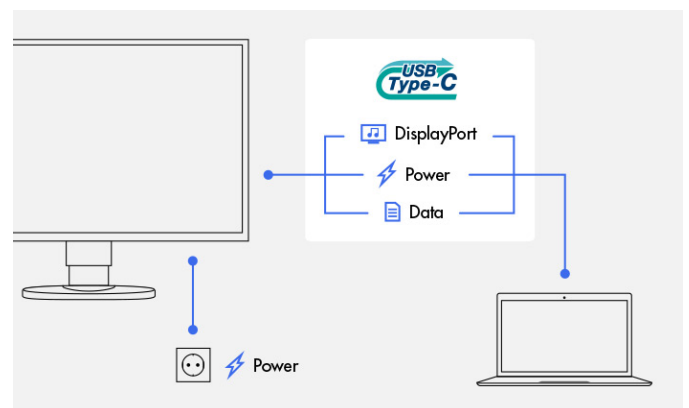 USB
Type-C
DisplayPort
Power
Data
Power